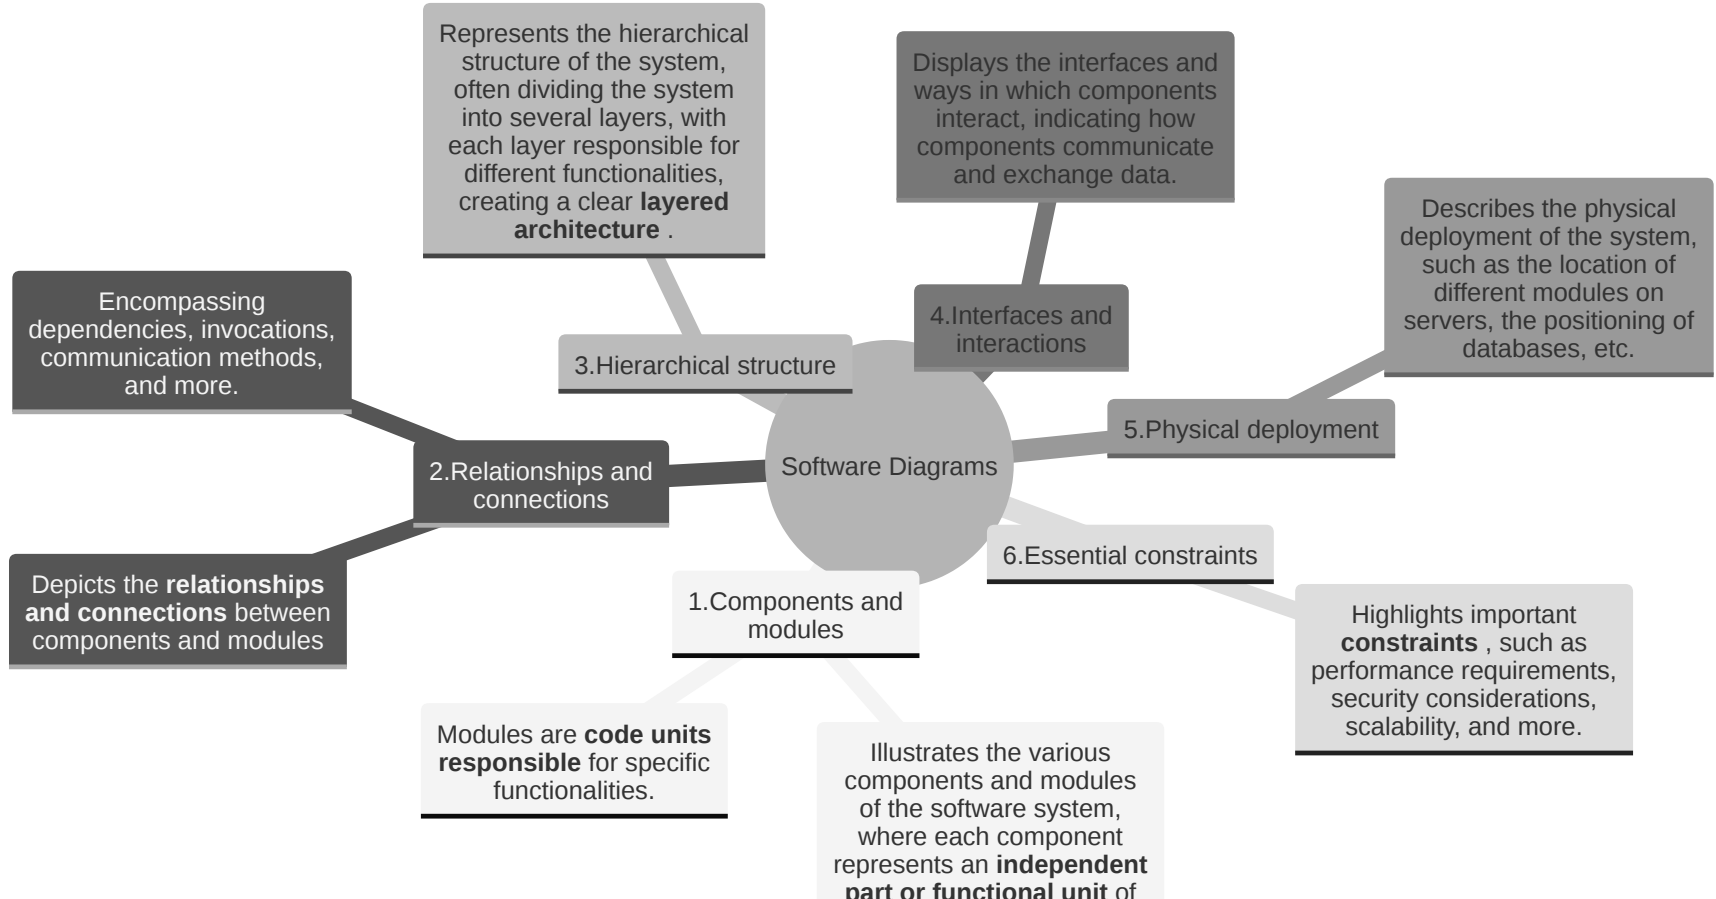 Represents the hierarchical
structure of the system,
often dividing the system
into several layers, with
each layer responsible for
different functionalities,
creating a clear layered
architecture .
Displays the interfaces and
ways in which components
interact, indicating how
components communicate
and exchange data.
Describes the physical
deployment of the system,
such as the location of
different modules on
servers, the positioning of
databases, etc.
Encompassing
dependencies, invocations,
communication methods,
and more.
3.Hierarchical structure
4.Interfaces and
interactions
5.Physical deployment
2.Relationships and
connections
Software Diagrams
6.Essential constraints
Depicts the relationships
and connections between
components and modules
1.Components and
modules
Highlights important
constraints , such as
performance requirements,
security considerations,
scalability, and more.
Modules are code units
responsible for specific
functionalities.
Illustrates the various
components and modules
of the software system,
where each component
represents an independent
part or functional unit of